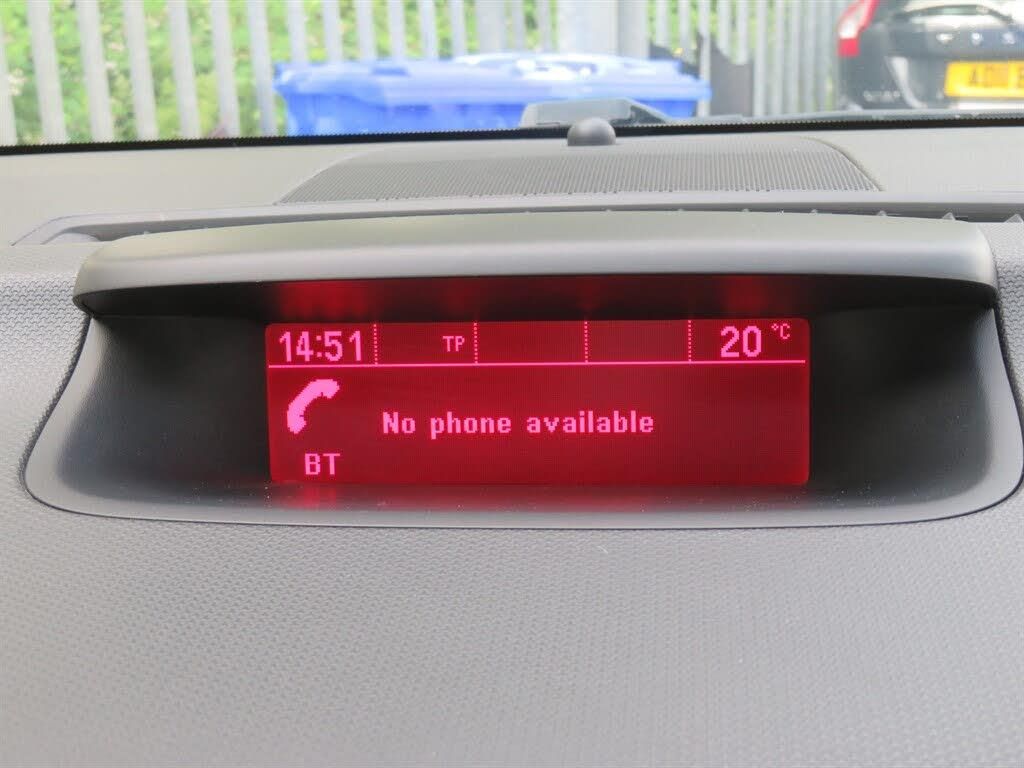 14:51 TP 20 °C
No phone available
BT